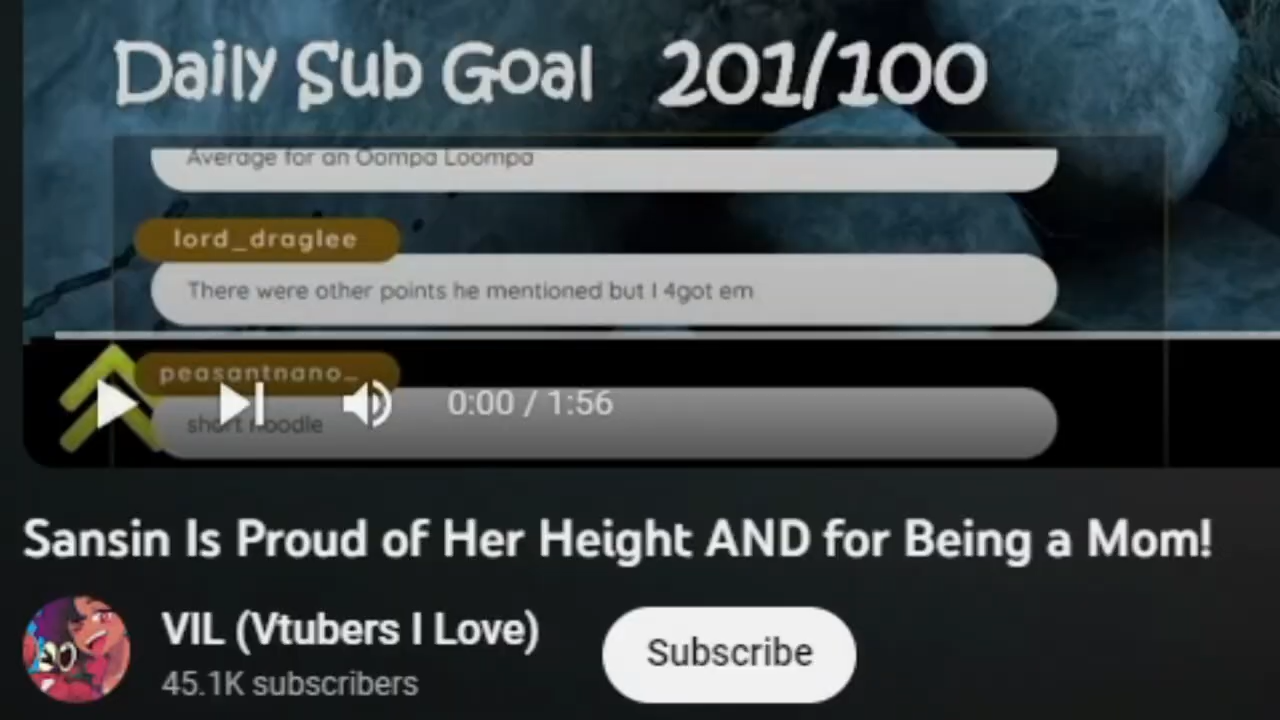 Daily Sub Goal 201/100
Average for an Oompa Loompa
lord_draglee
There were other points he mentioned but I 4got em
peasantnano_
short noodle
0:00 / 1:56
Sansin Is Proud of Her Height AND for Being a Mom!
VIL (Vtubers I Love)
45.1K subscribers
Subscribe